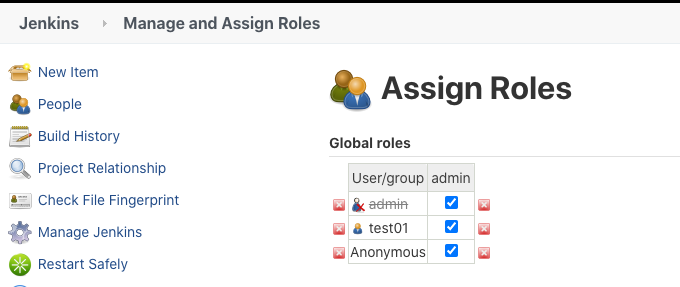 Jenkins › Manage and Assign Roles
New Item
People
Build History
Project Relationship
Check File Fingerprint
Manage Jenkins
Restart Safely
Assign Roles
Global roles
User/group admin
admin
test01
Anonymous